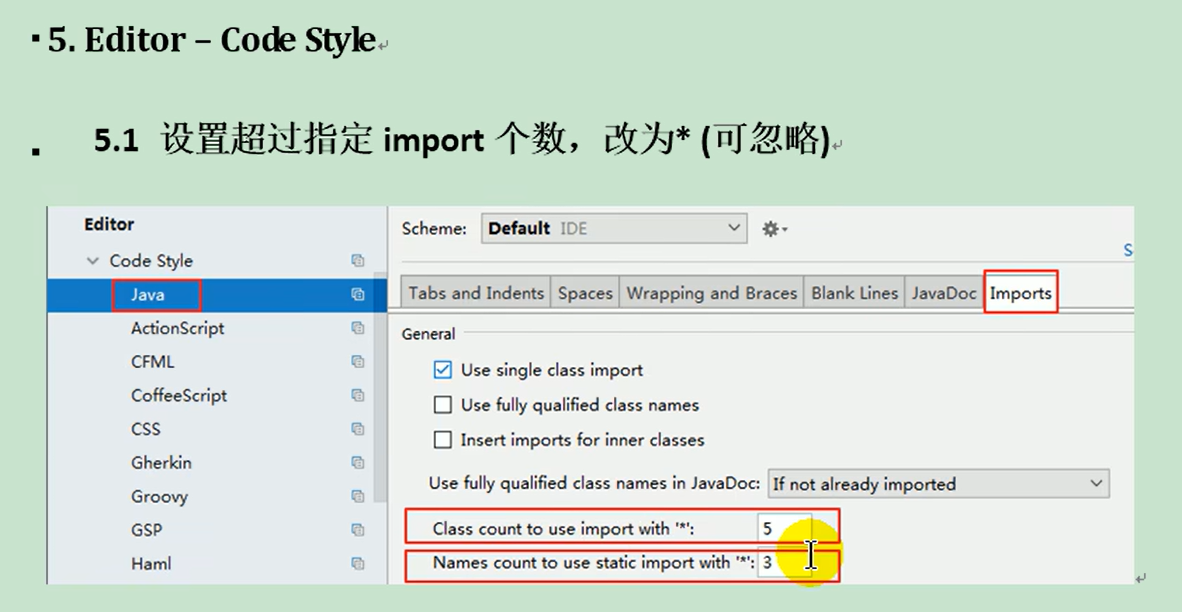 5. Editor – Code Style
5.1 设置超过指定 import 个数，改为* (可忽略)
Editor
Code Style
Java
ActionScript
CFML
CoffeeScript
CSS
Gherkin
Groovy
GSP
Haml
Scheme: Default IDE
S
Tabs and Indents Spaces Wrapping and Braces Blank Lines JavaDoc Imports
General
Use single class import
Use fully qualified class names
Insert imports for inner classes
Use fully qualified class names in JavaDoc: If not already imported
Class count to use import with '*': 5
Names count to use static import with '*': 3